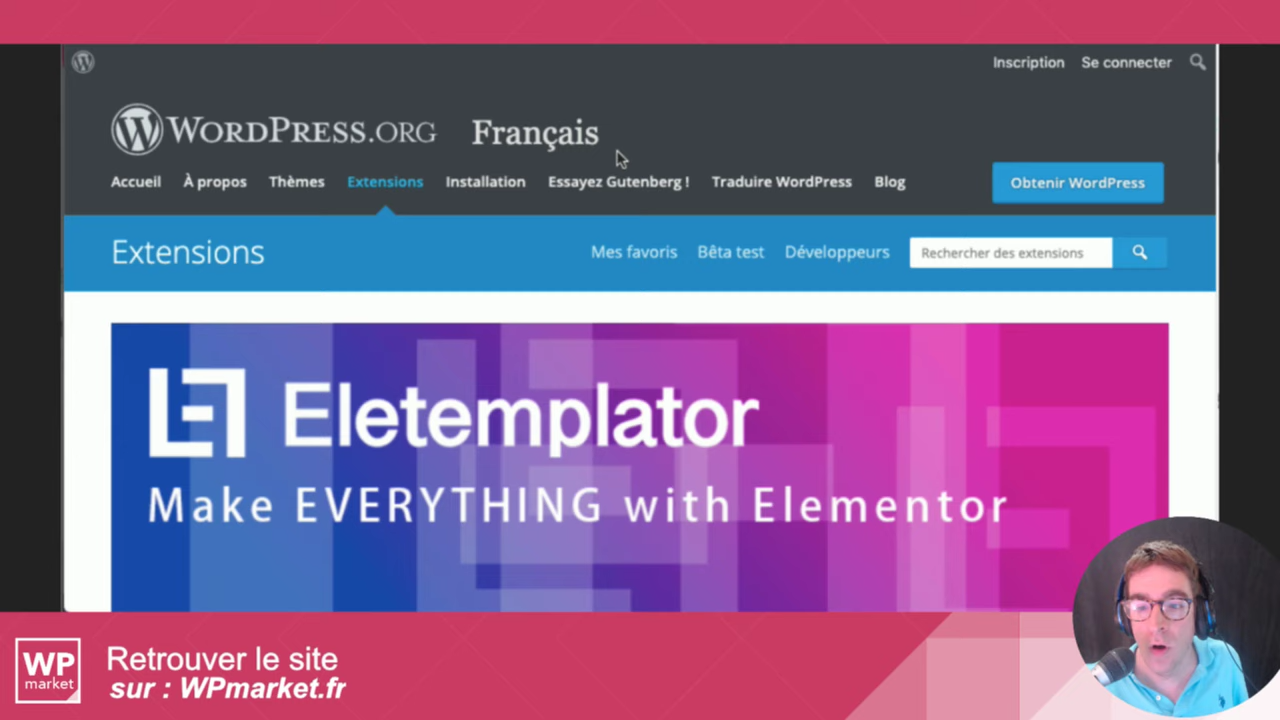 Inscription Se connecter
WORDPRESS.ORG Français
Accueil À propos Thèmes Extensions Installation Essayez Gutenberg ! Traduire WordPress Blog Obtenir WordPress
Extensions Mes favoris Bêta test Développeurs Rechercher des extensions
Eletemplator
Make EVERYTHING with Elementor
WP
market
Retrouver le site
sur : WPmarket.fr